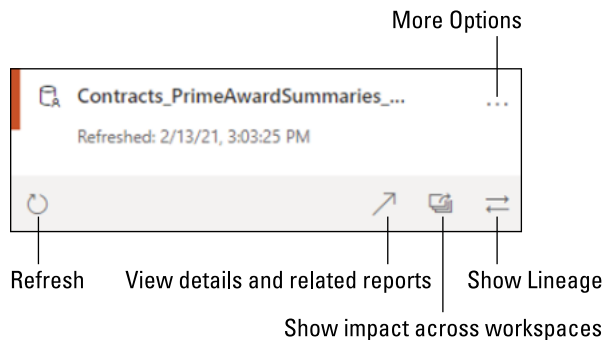 More Options
Contracts_PrimeAwardSummaries_...
Refreshed: 2/13/21, 3:03:25 PM
Refresh
View details and related reports
Show Lineage
Show impact across workspaces